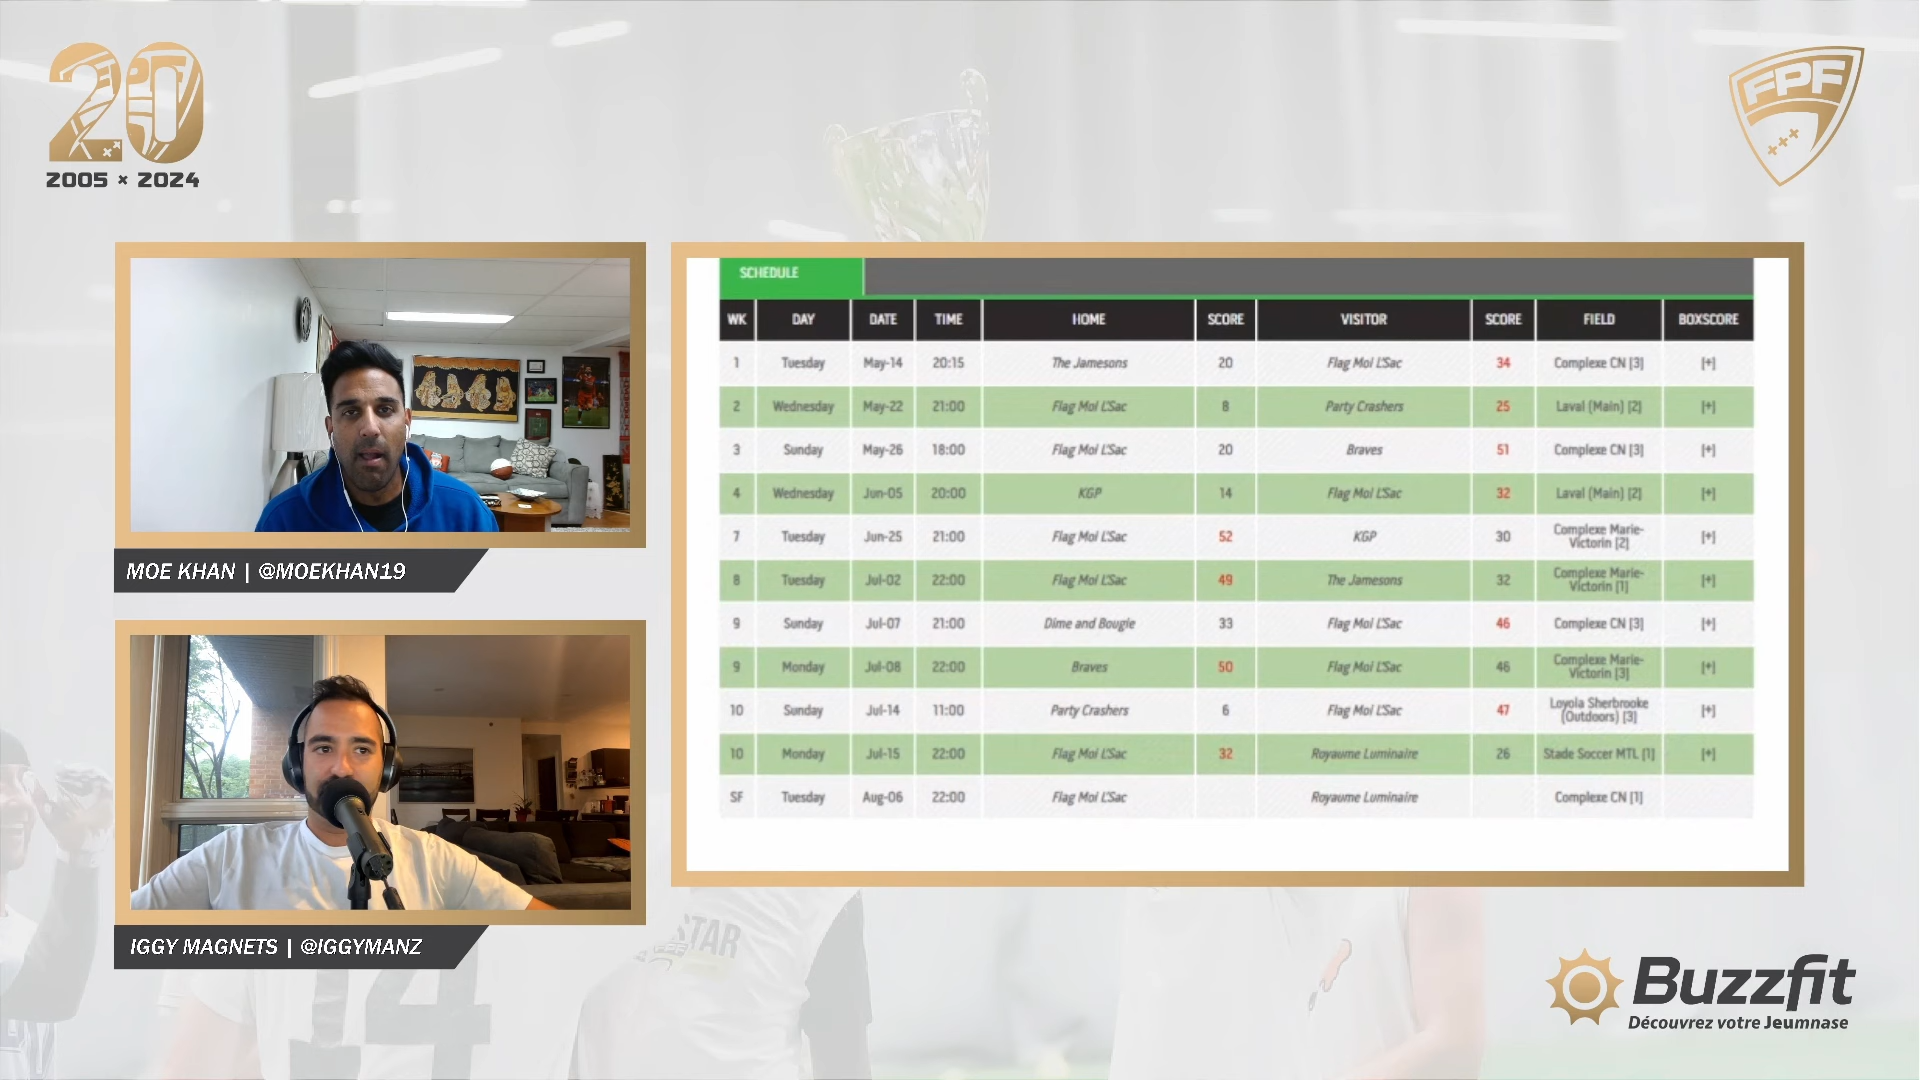 20
2005 × 2024
FPF
SCHEDULE
WK DAY DATE TIME HOME SCORE VISITOR SCORE FIELD BOXSCORE
1 Tuesday May-14 20:15 The Jamesons 20 Flag Moi L'Sac 34 Complexe CN [3] [+]
2 Wednesday May-22 21:00 Flag Moi L'Sac 8 Party Crashers 25 Laval (Main) [2] [+]
3 Sunday May-26 18:00 Flag Moi L'Sac 20 Braves 51 Complexe CN [3] [+]
4 Wednesday Jun-05 20:00 KGP 14 Flag Moi L'Sac 32 Laval (Main) [2] [+]
7 Tuesday Jun-25 21:00 Flag Moi L'Sac 52 KGP 30 Complexe Marie-
Victorin [2] [+]
8 Tuesday Jul-02 22:00 Flag Moi L'Sac 49 The Jamesons 32 Complexe Marie-
Victorin [1] [+]
9 Sunday Jul-07 21:00 Dime and Bougie 33 Flag Moi L'Sac 46 Complexe CN [3] [+]
9 Monday Jul-08 22:00 Braves 50 Flag Moi L'Sac 46 Complexe Marie-
Victorin [3] [+]
10 Sunday Jul-14 11:00 Party Crashers 6 Flag Moi L'Sac 47 Loyola Sherbrooke
(Outdoors) [3] [+]
10 Monday Jul-15 22:00 Flag Moi L'Sac 32 Royaume Luminaire 26 Stade Soccer MTL [1] [+]
SF Tuesday Aug-06 22:00 Flag Moi L'Sac Royaume Luminaire Complexe CN [1]
MOE KHAN | @MOEKHAN19
IGGY MAGNETS | @IGGYMANZ
STAR
FPF
14
Buzzfit
Découvrez votre Jeumnase